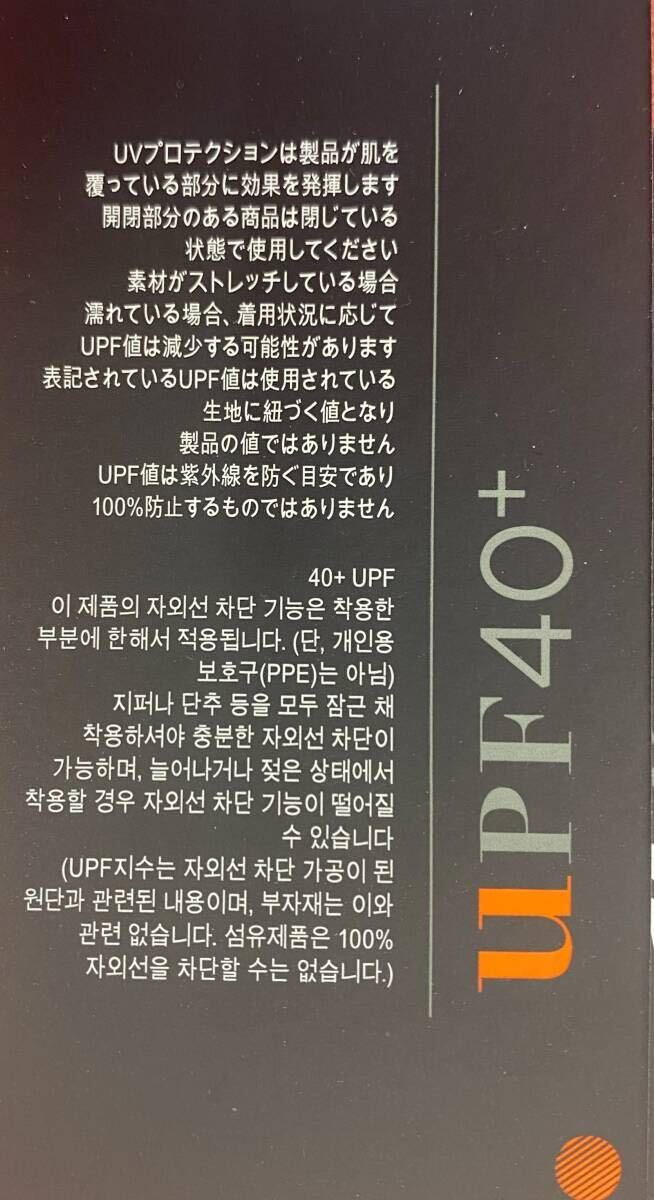 UVプロテクションは製品が肌を
覆っている部分に効果を発揮します
開閉部分のある商品は閉じている
状態で使用してください
素材がストレッチしている場合
濡れている場合、着用状況に応じて
UPF値は減少する可能性があります
表記されているUPF値は使用されている
生地に紐づく値となり
製品の値ではありません
UPF値は紫外線を防ぐ目安であり
100%防止するものではありません
40+ UPF
이 제품의 자외선 차단 기능은 착용한
부분에 한해서 적용됩니다. (단, 개인용
보호구(PPE)는 아님)
지퍼나 단추 등을 모두 잠근 채
착용하셔야 충분한 자외선 차단이
가능하며, 늘어나거나 젖은 상태에서
착용할 경우 자외선 차단 기능이 떨어질
수 있습니다
(UPF지수는 자외선 차단 가공이 된
원단과 관련된 내용이며, 부자재는 이와
관련 없습니다. 섬유제품은 100%
자외선을 차단할 수는 없습니다.)
uPF40+